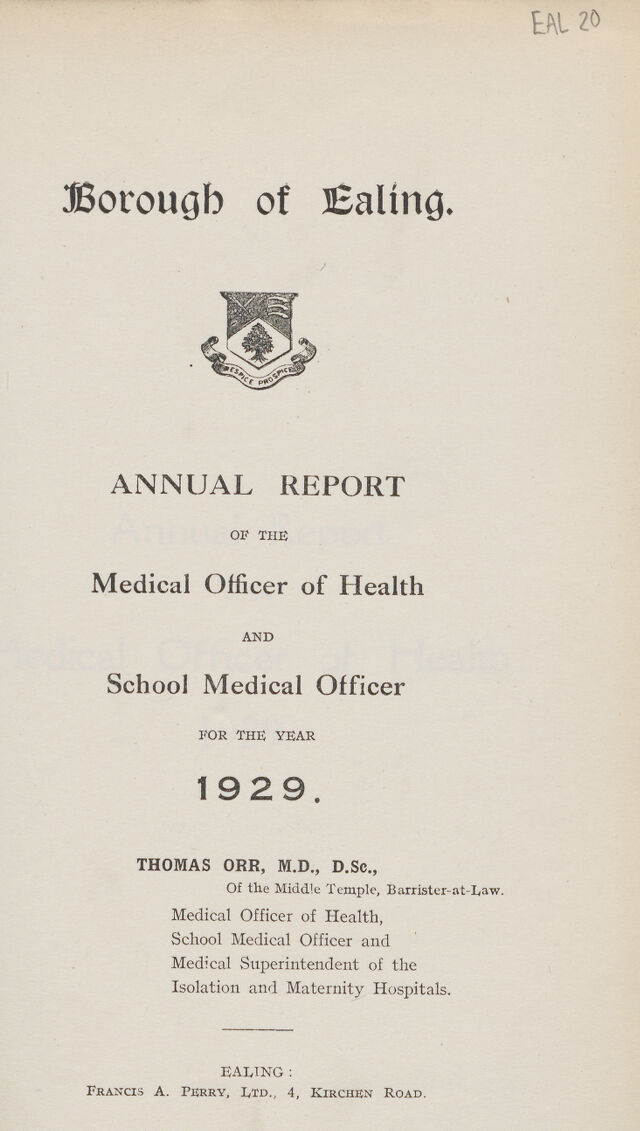 EAL 20
Borough of Ealing.
RESPICE PROSPICE
ANNUAL REPORT
OF THE
Medical Officer of Health
AND
School Medical Officer
FOR THE YEAR
1929.
THOMAS ORR, M.D., D.Sc.,
Of the Middle Temple, Barrister-at-Law.
Medical Officer of Health,
School Medical Officer and
Medical Superintendent of the
Isolation and Maternity Hospitals.
EALING:
FRANCIS A. PERRY, LTD., 4, KIRCHEN ROAD.